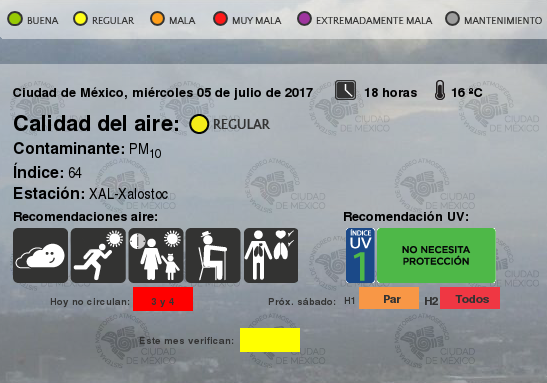 BUENA REGULAR MALA MUY MALA EXTREMADAMENTE MALA MANTENIMIENTO
Ciudad de México, miércoles 05 de julio de 2017 18 horas 16 ºC
Calidad del aire: REGULAR
Contaminante: PM10
Índice: 64
Estación: XAL-Xalostoc
Recomendaciones aire: Recomendación UV:
ÍNDICE UV 1 NO NECESITA PROTECCIÓN
Hoy no circulan: 3 y 4 Próx. sábado: H1 Par H2 Todos
Este mes verifican:
CIUDAD DE MÉXICO